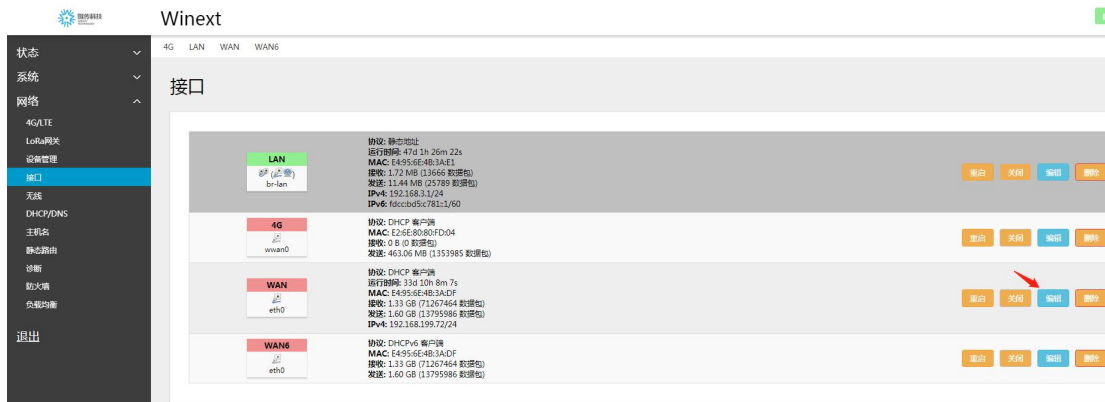 Winext
4G LAN WAN WAN6
状态
系统
网络
4G/LTE
LoRa网关
设备管理
接口
无线
DHCP/DNS
主机名
静态路由
诊断
防火墙
负载均衡
退出
接口
LAN
br-lan
协议: 静态地址
运行时间: 47d 1h 26m 22s
MAC: E4:95:6E:4B:3A:E1
接收: 1.72 MB (13666 数据包)
发送: 11.44 MB (25789 数据包)
IPv4: 192.168.3.1/24
IPv6: fdcc:bd5:c781::1/60
重启 关闭 编辑 删除
4G
wwan0
协议: DHCP 客户端
MAC: E2:6E:80:80:FD:04
接收: 0 B (0 数据包)
发送: 463.06 MB (1353985 数据包)
重启 关闭 编辑 删除
WAN
eth0
协议: DHCP 客户端
运行时间: 33d 10h 8m 7s
MAC: E4:95:6E:4B:3A:DF
接收: 1.33 GB (71267464 数据包)
发送: 1.60 GB (13795986 数据包)
IPv4: 192.168.199.72/24
重启 关闭 编辑 删除
WAN6
eth0
协议: DHCPv6 客户端
MAC: E4:95:6E:4B:3A:DF
接收: 1.33 GB (71267464 数据包)
发送: 1.60 GB (13795986 数据包)
重启 关闭 编辑 删除